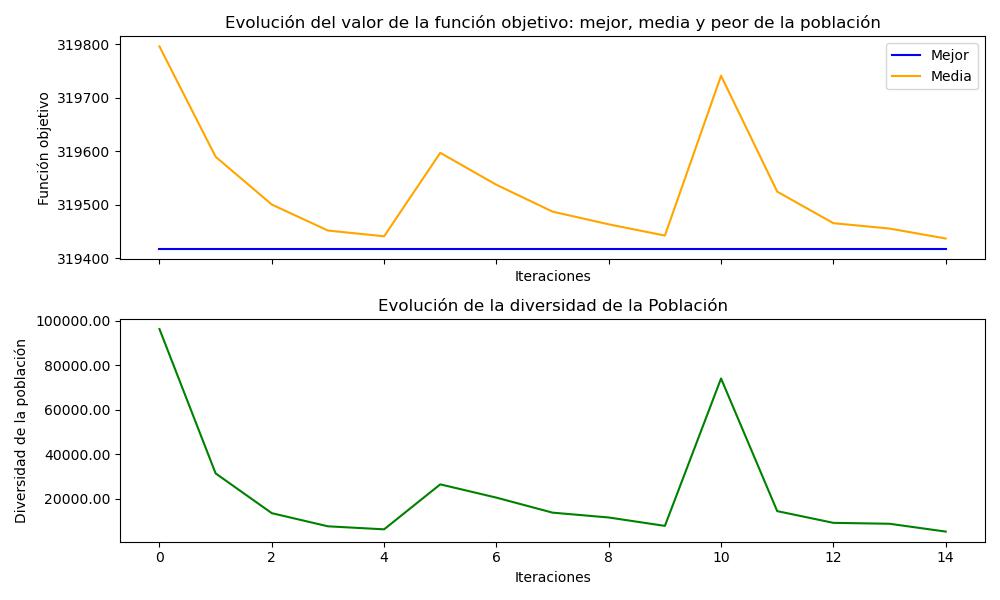 Evolución del valor de la función objetivo: mejor, media y peor de la población
319800
319700
319600
319500
319400
Función objetivo
Mejor
Media
Iteraciones
Evolución de la diversidad de la Población
100000.00
80000.00
60000.00
40000.00
20000.00
Diversidad de la población
0 2 4 6 8 10 12 14
Iteraciones